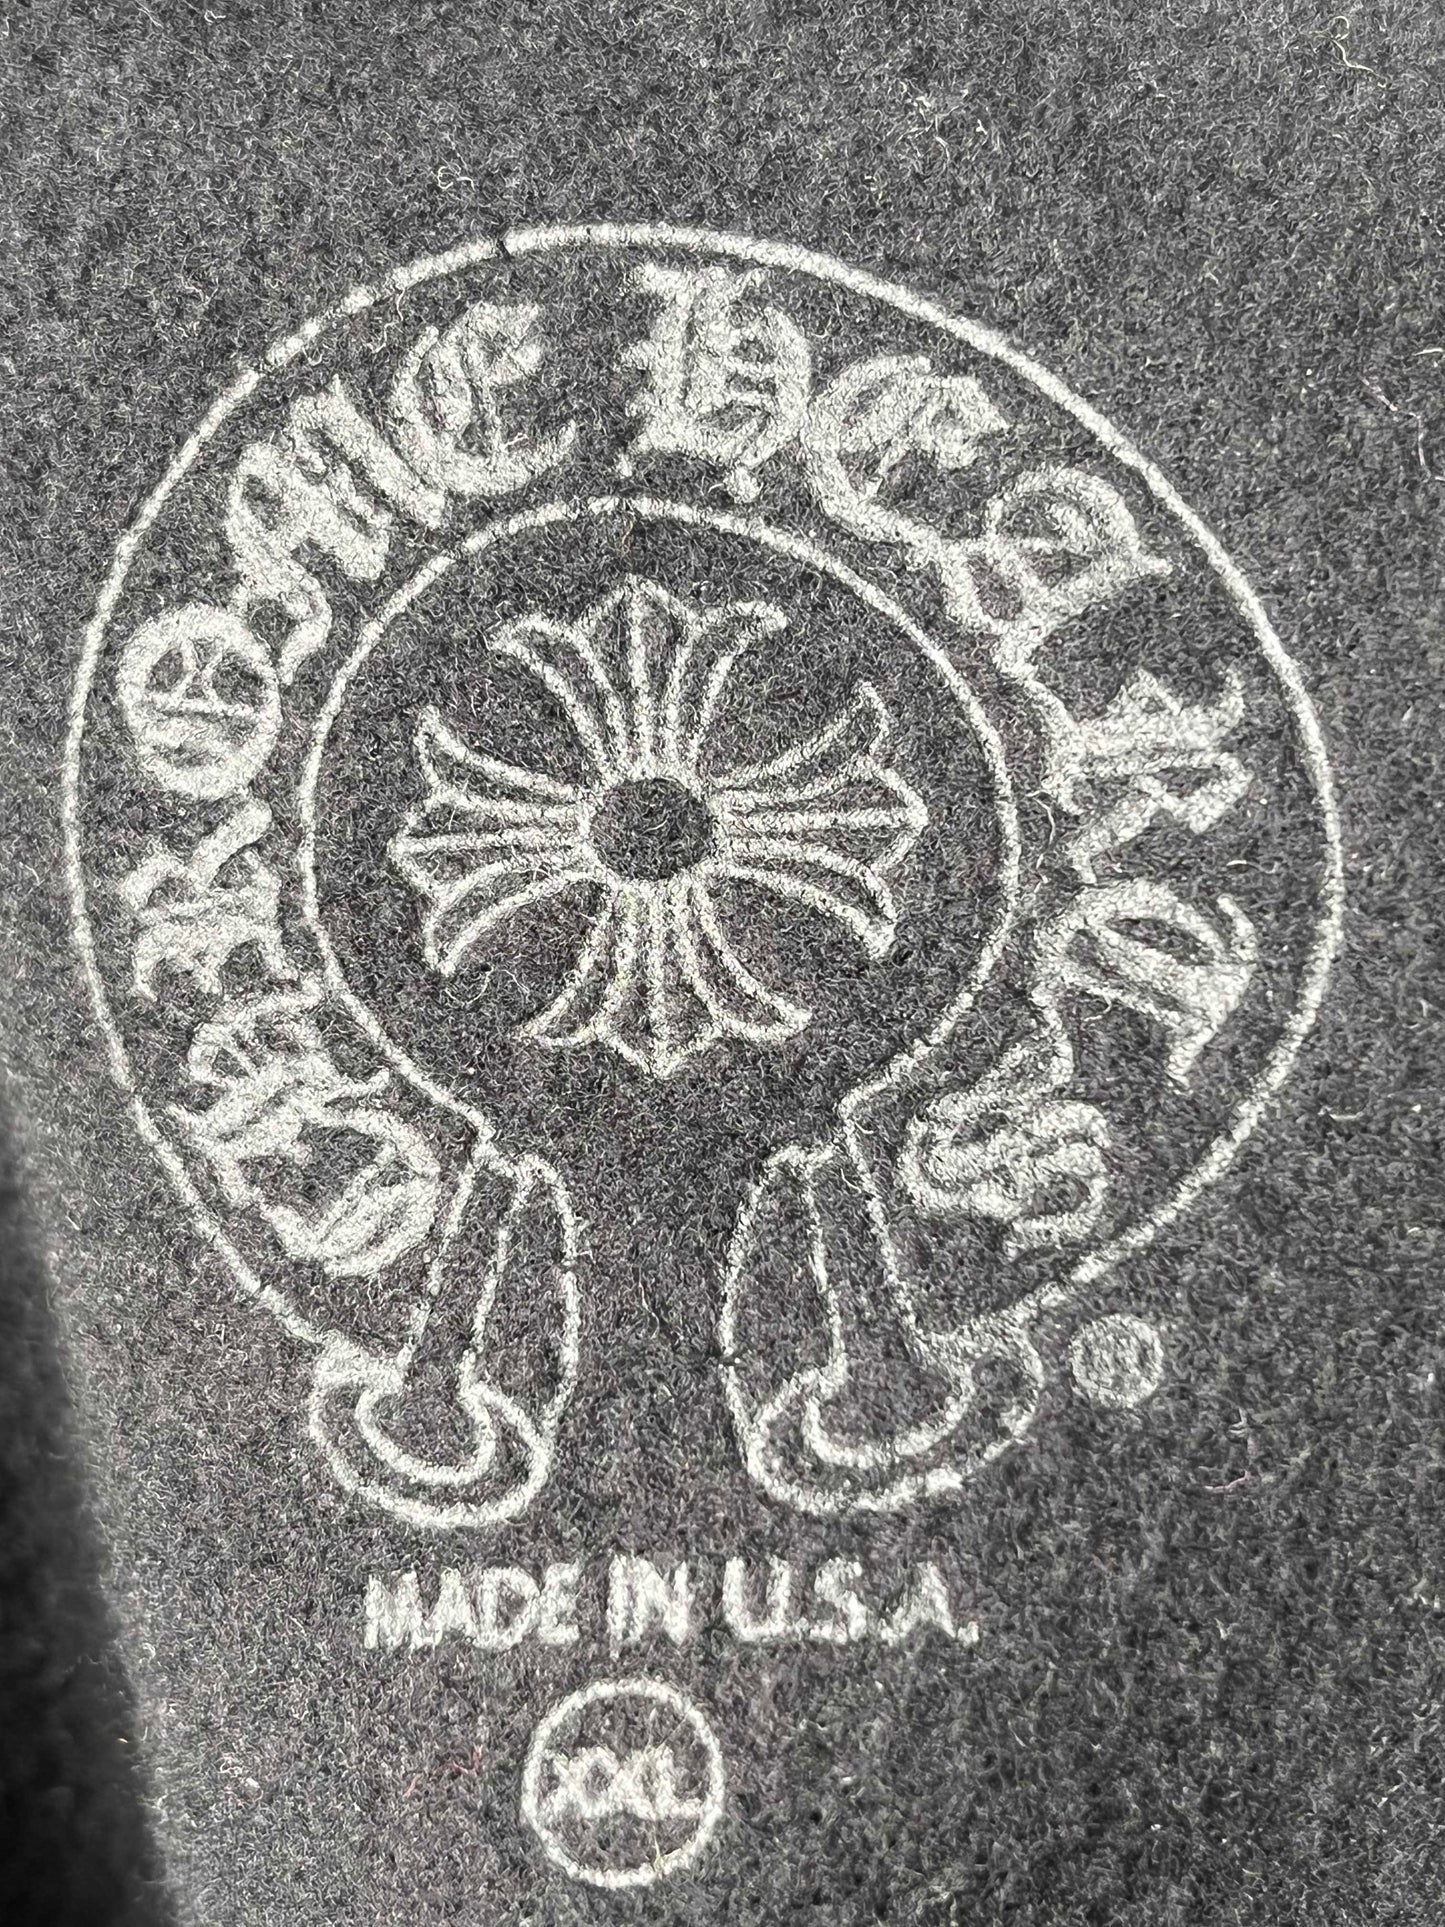 CHROME HEARTS
®
MADE IN U.S.A.
XXL